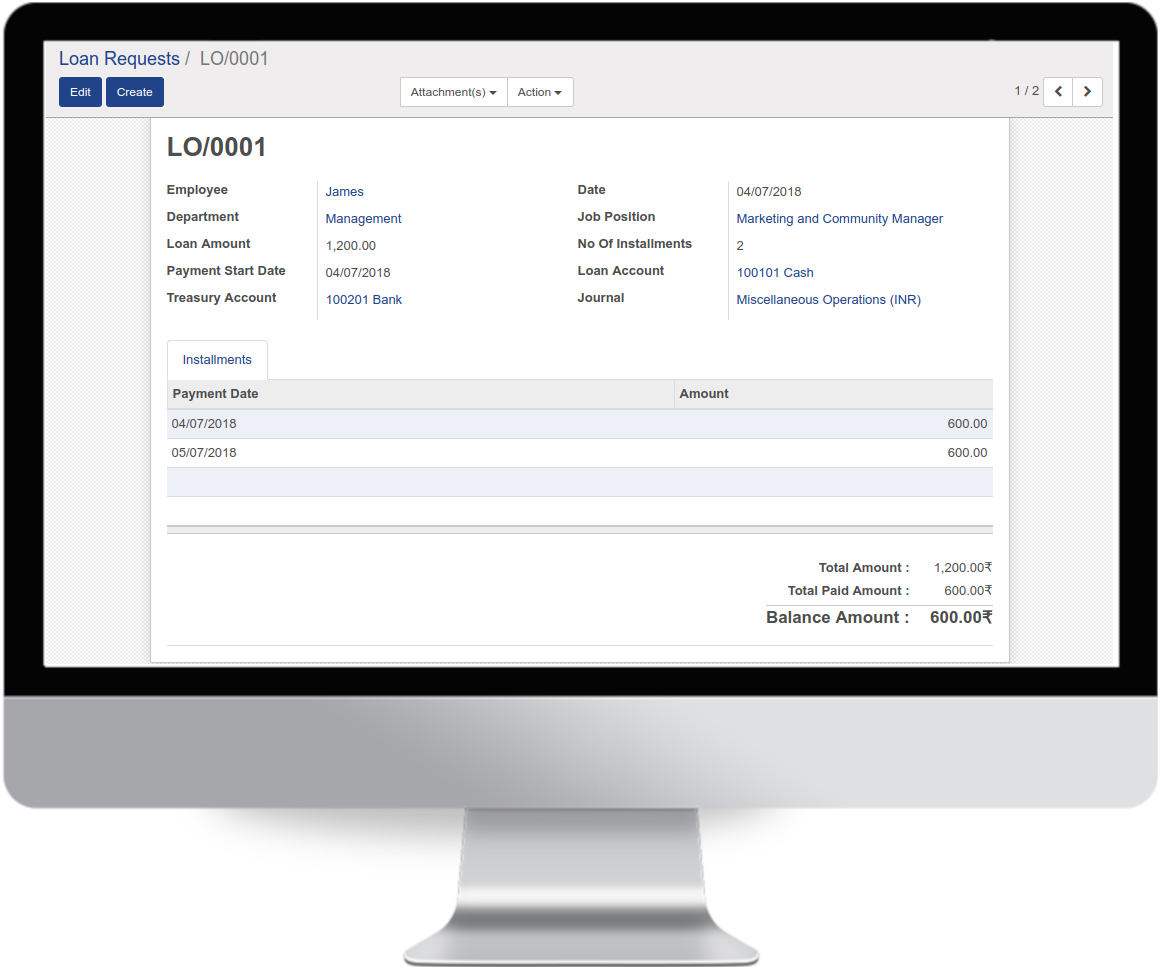 Loan Requests / LO/0001
Edit Create Attachment(s) Action 1 / 2
LO/0001
Employee James Date 04/07/2018
Department Management Job Position Marketing and Community Manager
Loan Amount 1,200.00 No Of Installments 2
Payment Start Date 04/07/2018 Loan Account 100101 Cash
Treasury Account 100201 Bank Journal Miscellaneous Operations (INR)
Installments
Payment Date Amount
04/07/2018 600.00
05/07/2018 600.00
Total Amount : 1,200.00₹
Total Paid Amount : 600.00₹
Balance Amount : 600.00₹